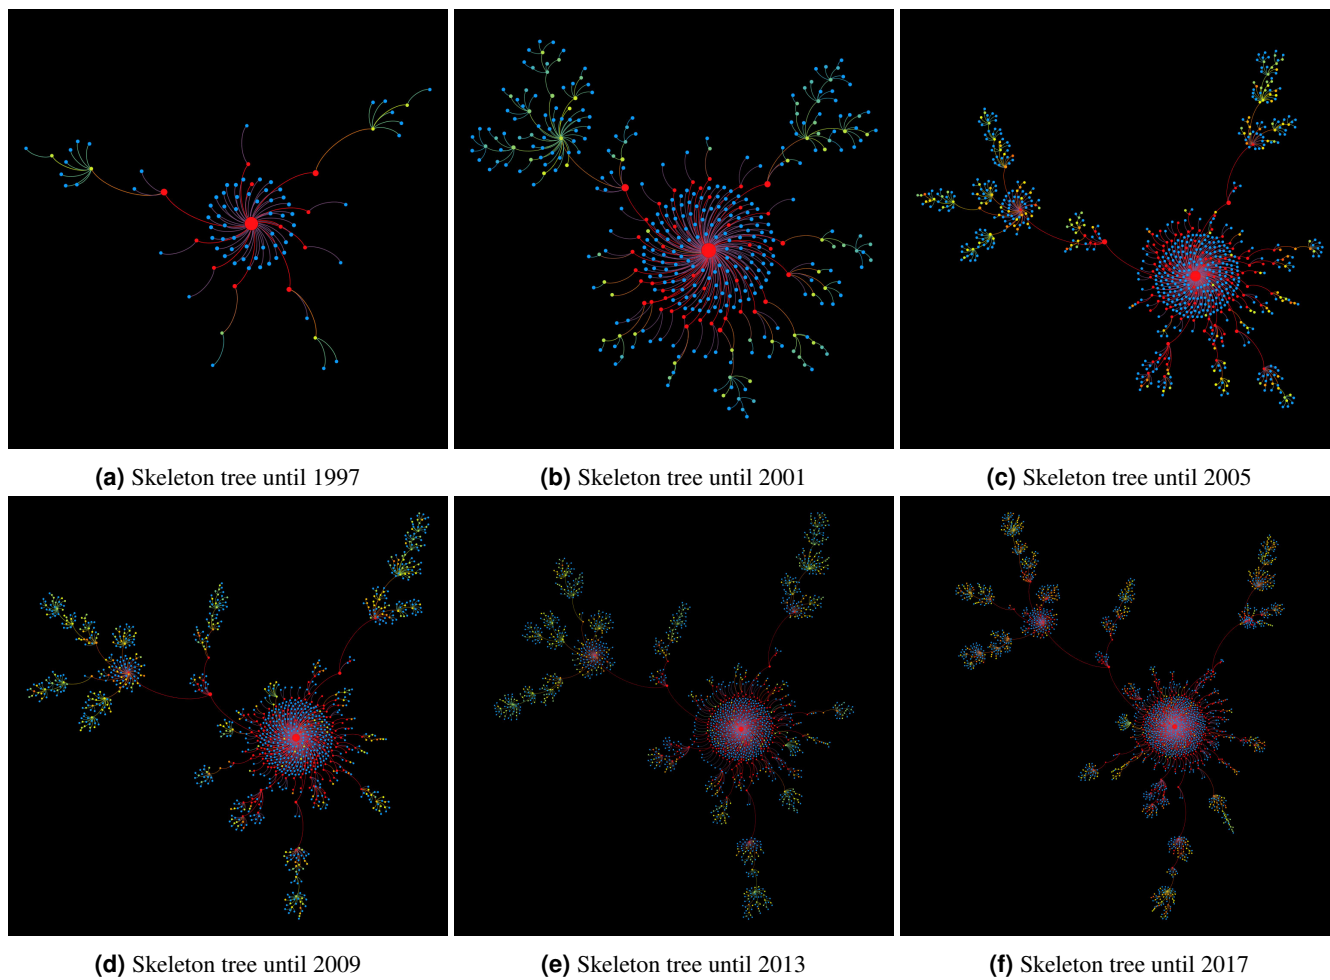 (a) Skeleton tree until 1997
(b) Skeleton tree until 2001
(c) Skeleton tree until 2005
(d) Skeleton tree until 2009
(e) Skeleton tree until 2013
(f) Skeleton tree until 2017